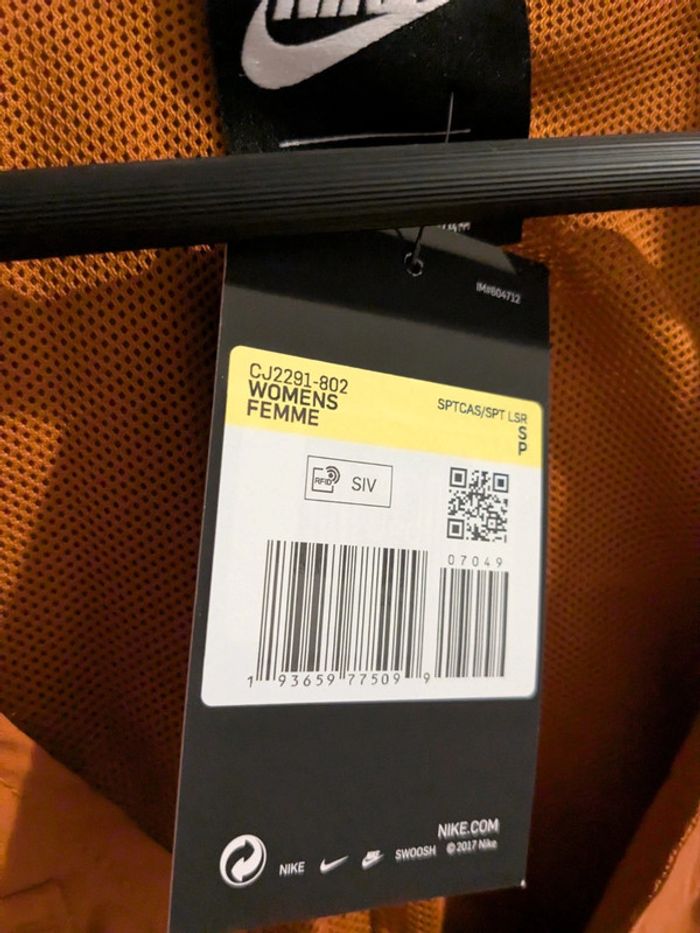 NIKE
IM#604712
CJ2291-802
WOMENS
FEMME
SPTCAS/SPT LSR
S
P
RFID
SIV
07049
1 93659 77509 9
NIKE.COM
NIKE
SWOOSH
©2017 Nike